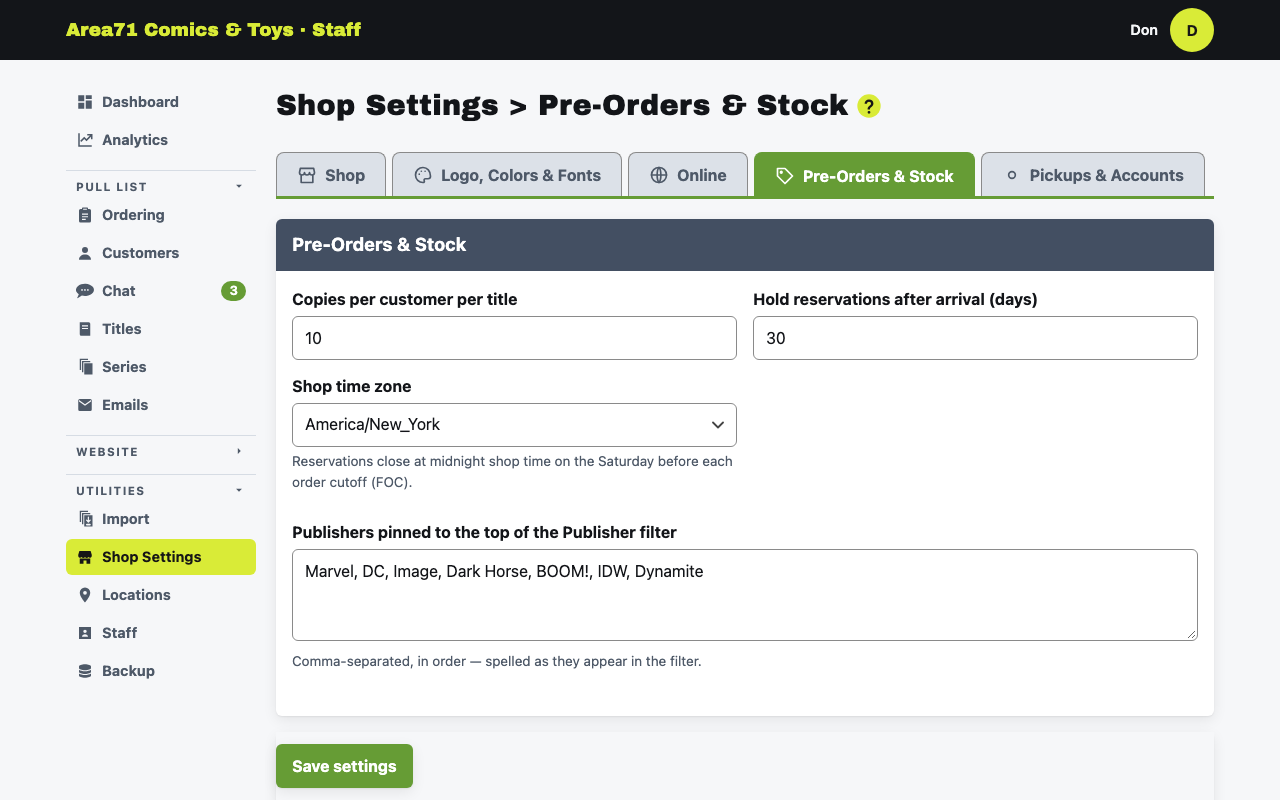 Area71 Comics & Toys · Staff
Don
D
Dashboard
Analytics
PULL LIST
Ordering
Customers
Chat
3
Titles
Series
Emails
WEBSITE
UTILITIES
Import
Shop Settings
Locations
Staff
Backup
Shop Settings > Pre-Orders & Stock
?
Shop
Logo, Colors & Fonts
Online
Pre-Orders & Stock
Pickups & Accounts
Pre-Orders & Stock
Copies per customer per title
10
Hold reservations after arrival (days)
30
Shop time zone
America/New_York
Reservations close at midnight shop time on the Saturday before each
order cutoff (FOC).
Publishers pinned to the top of the Publisher filter
Marvel, DC, Image, Dark Horse, BOOM!, IDW, Dynamite
Comma-separated, in order — spelled as they appear in the filter.
Save settings